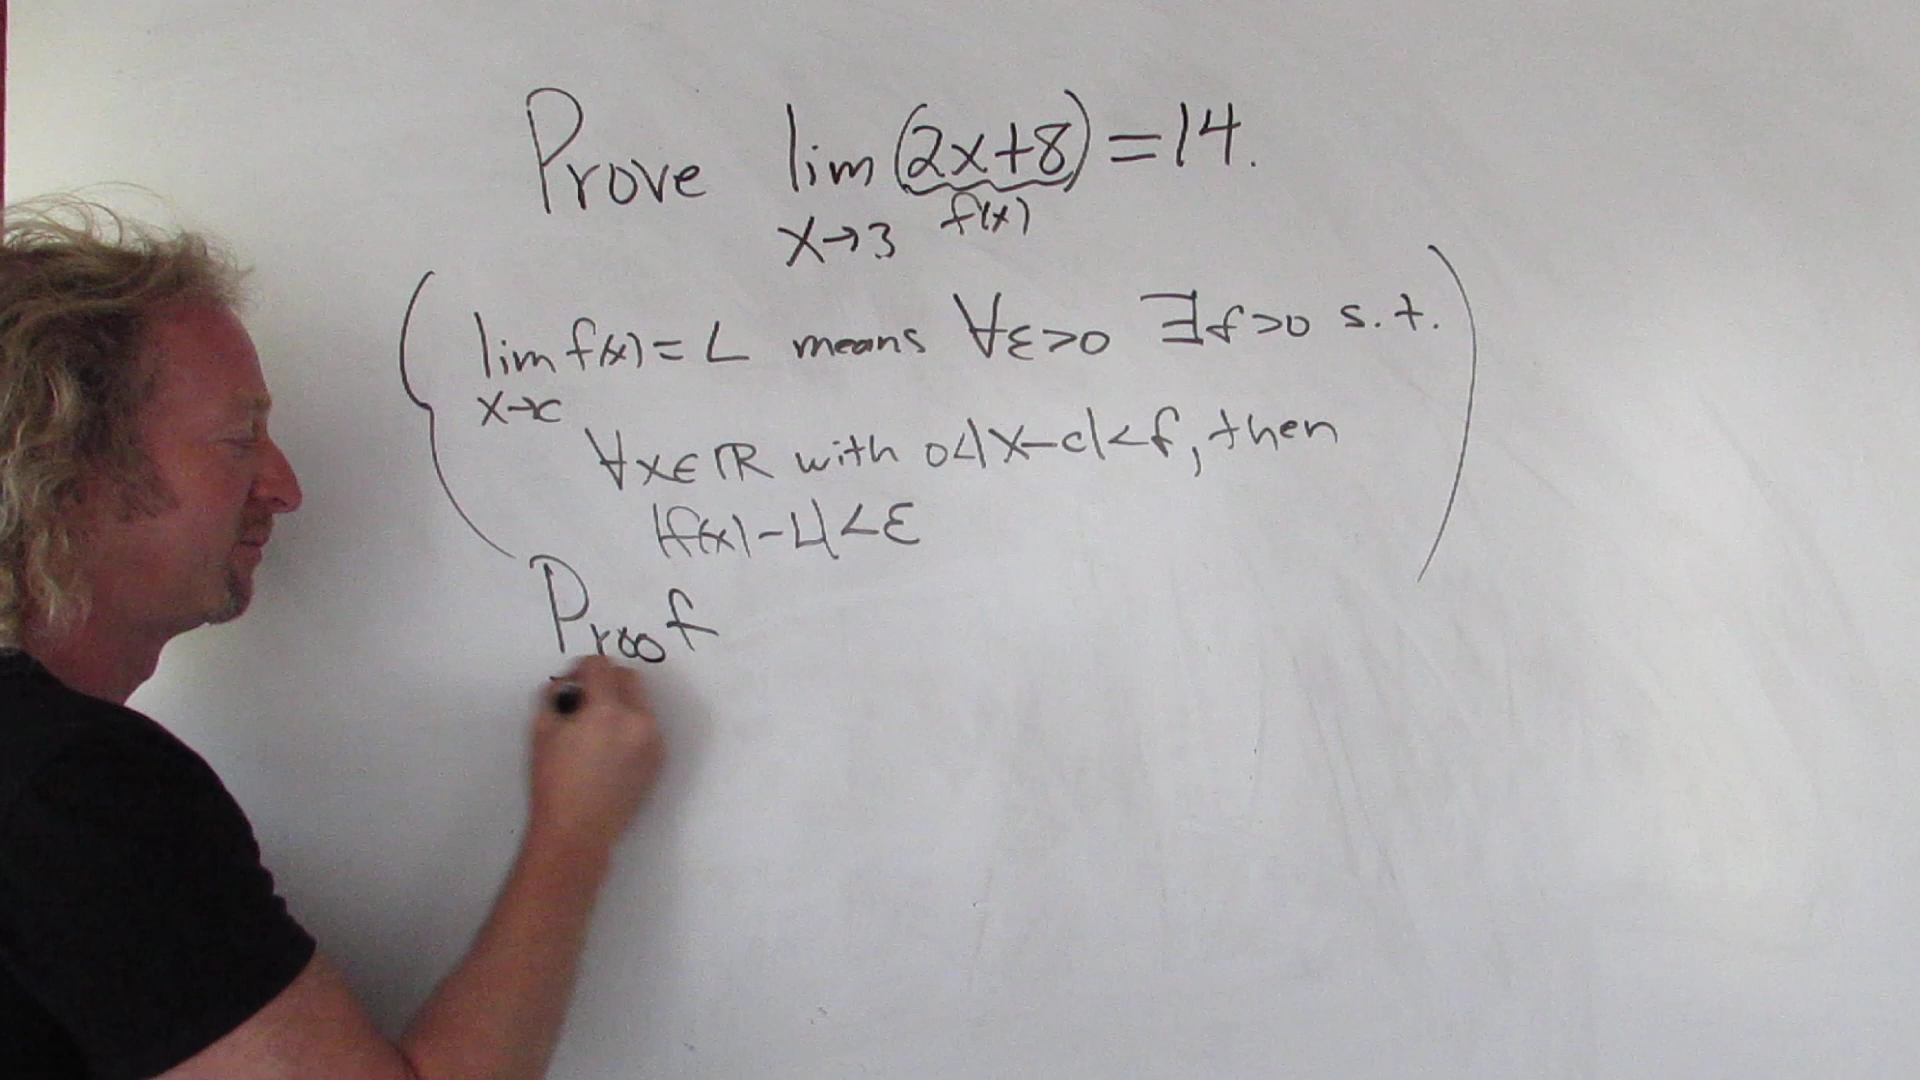 Prove lim (2x+8) = 14.
x→3 f(x)
lim f(x) = L means ∀ε>0 ∃δ>0 s.t.
x→c
∀x∈ℝ with 0<|x-c|<δ, then
|f(x)-L|<ε
Proof